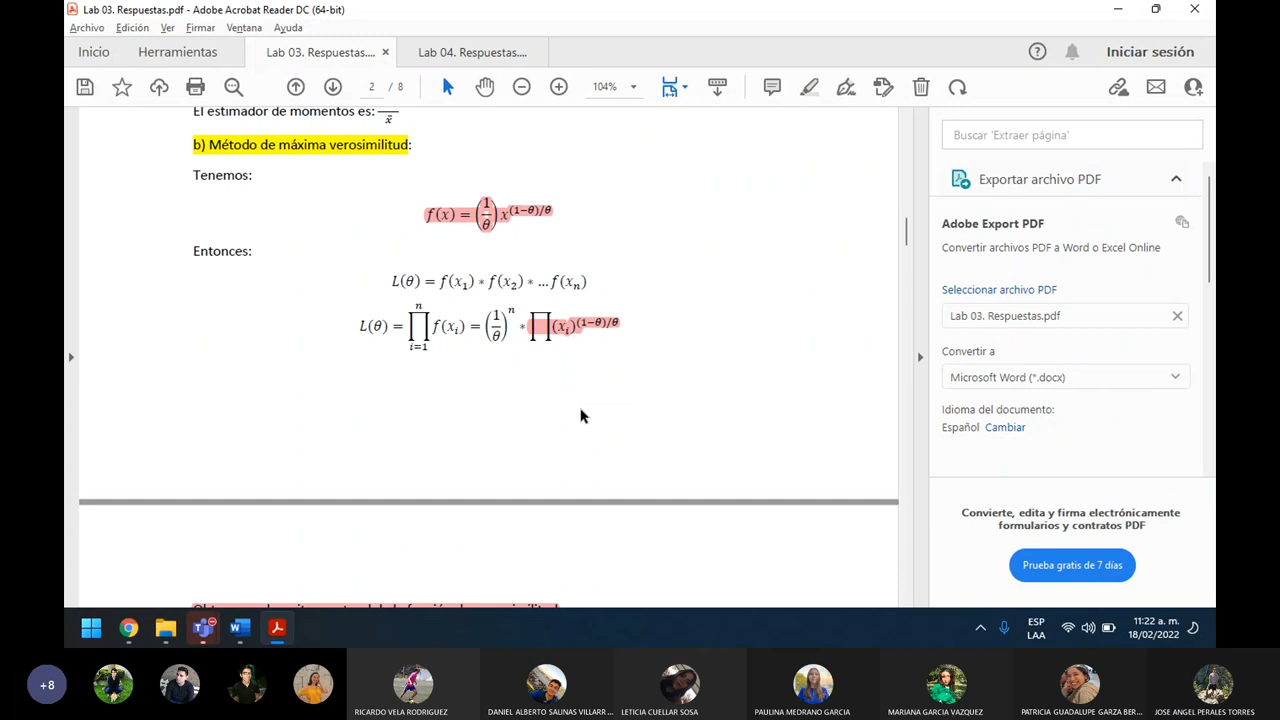 Lab 03. Respuestas.pdf - Adobe Acrobat Reader DC (64-bit)
Archivo Edición Ver Firmar Ventana Ayuda
Inicio Herramientas Lab 03. Respuestas.... × Lab 04. Respuestas.... Iniciar sesión
2 / 8 104%
El estimador de momentos es: x̄
b) Método de máxima verosimilitud:
Tenemos:
f(x) = (1/θ) x^(1−θ)/θ
Entonces:
L(θ) = f(x₁) ∗ f(x₂) ∗ … f(xₙ)
L(θ) = ∏ᵢ₌₁ⁿ f(xᵢ) = (1/θ)ⁿ ∗ ∏(xᵢ)^(1−θ)/θ
Buscar 'Extraer página'
Exportar archivo PDF
Adobe Export PDF
Convertir archivos PDF a Word o Excel Online
Seleccionar archivo PDF
Lab 03. Respuestas.pdf
Convertir a
Microsoft Word (*.docx)
Idioma del documento:
Español Cambiar
Convierte, edita y firma electrónicamente
formularios y contratos PDF
Prueba gratis de 7 días
ESP
LAA
11:22 a. m.
18/02/2022
+8
RICARDO VELA RODRIGUEZ
DANIEL ALBERTO SALINAS VILLARR ...
LETICIA CUELLAR SOSA
PAULINA MEDRANO GARCIA
MARIANA GARCIA VAZQUEZ
PATRICIA GUADALUPE GARZA BER ...
JOSE ANGEL PERALES TORRES